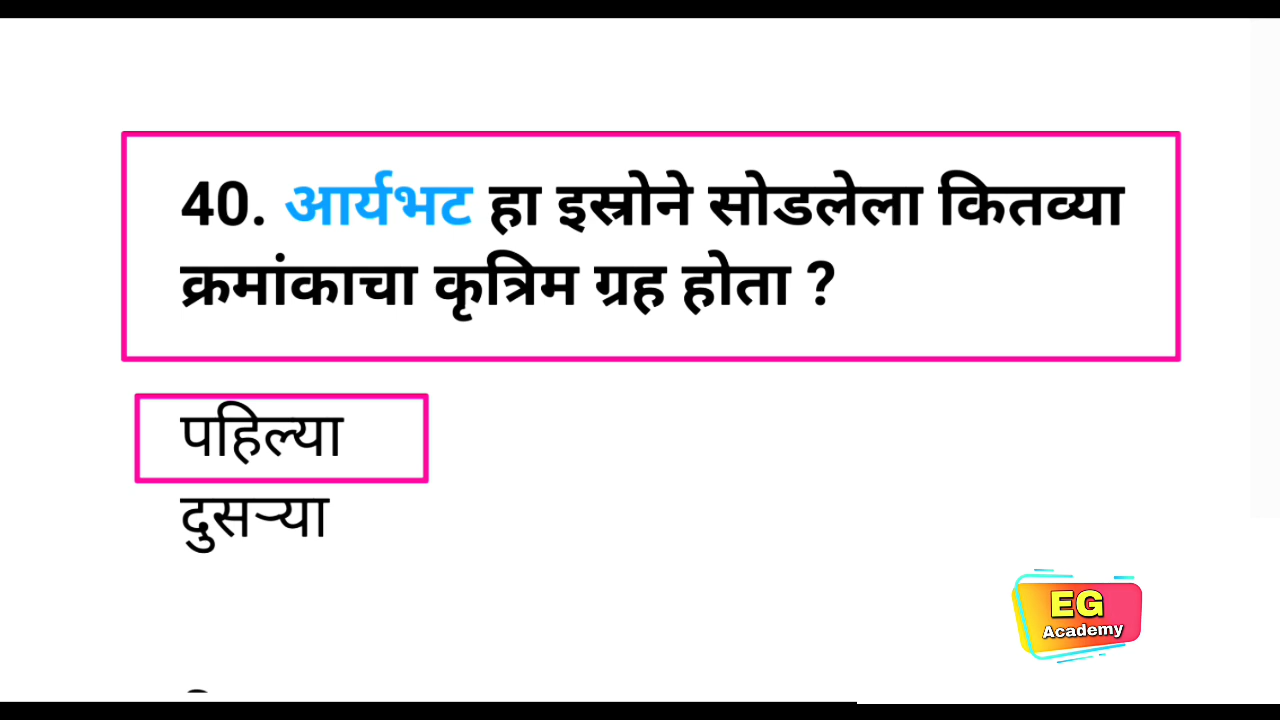 40. आर्यभट हा इस्रोने सोडलेला कितव्या
क्रमांकाचा कृत्रिम ग्रह होता ?
पहिल्या
दुसऱ्या
EG
Academy